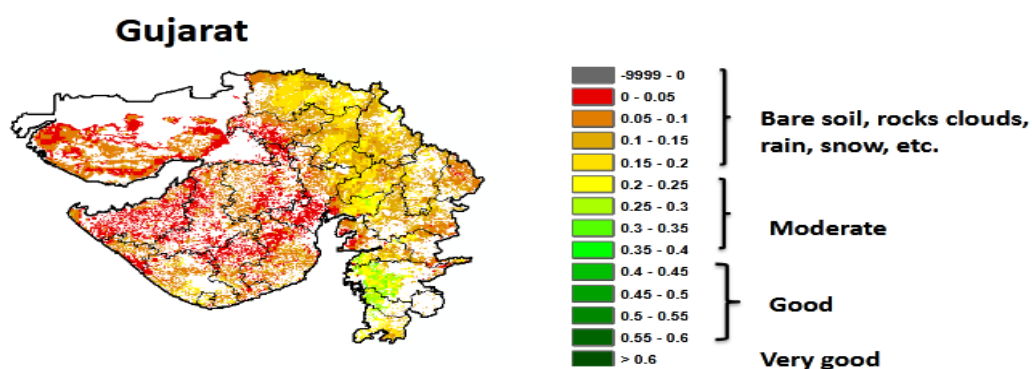 Gujarat
-9999 - 0
0 - 0.05
0.05 - 0.1
0.1 - 0.15
0.15 - 0.2
0.2 - 0.25
0.25 - 0.3
0.3 - 0.35
0.35 - 0.4
0.4 - 0.45
0.45 - 0.5
0.5 - 0.55
0.55 - 0.6
> 0.6
Bare soil, rocks clouds,
rain, snow, etc.
Moderate
Good
Very good